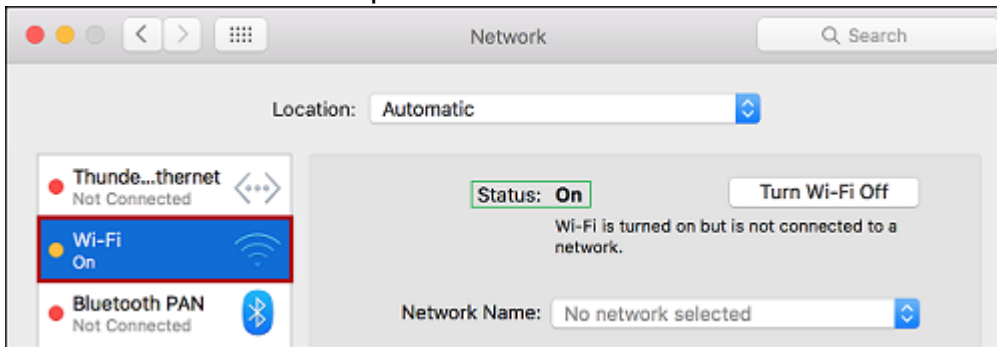 Network
Search
Location: Automatic
Thunde...thernet
Not Connected
Status: On
Turn Wi-Fi Off
Wi-Fi is turned on but is not connected to a
network.
Wi-Fi
On
Bluetooth PAN
Not Connected
Network Name: No network selected